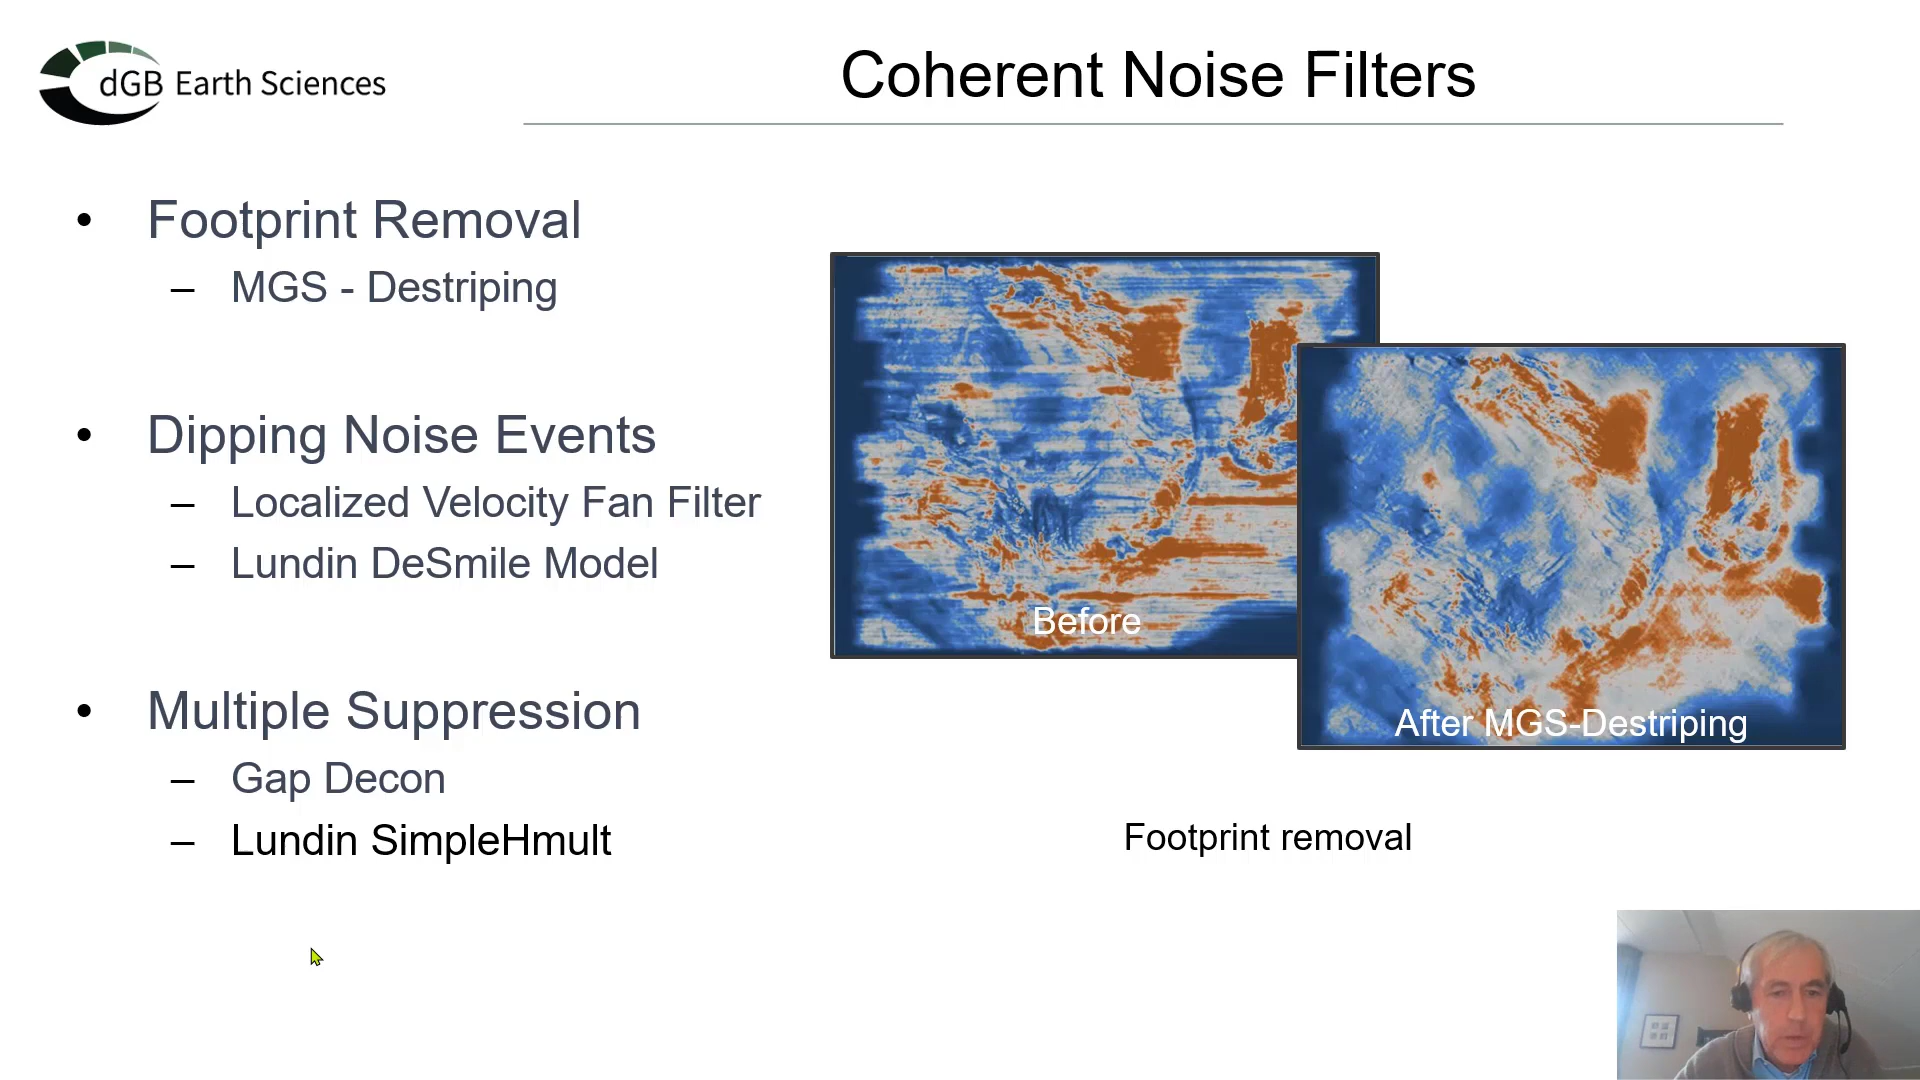 dGB Earth Sciences
Coherent Noise Filters
• Footprint Removal
– MGS - Destriping
• Dipping Noise Events
– Localized Velocity Fan Filter
– Lundin DeSmile Model
• Multiple Suppression
– Gap Decon
– Lundin SimpleHmult
Before
After MGS-Destriping
Footprint removal